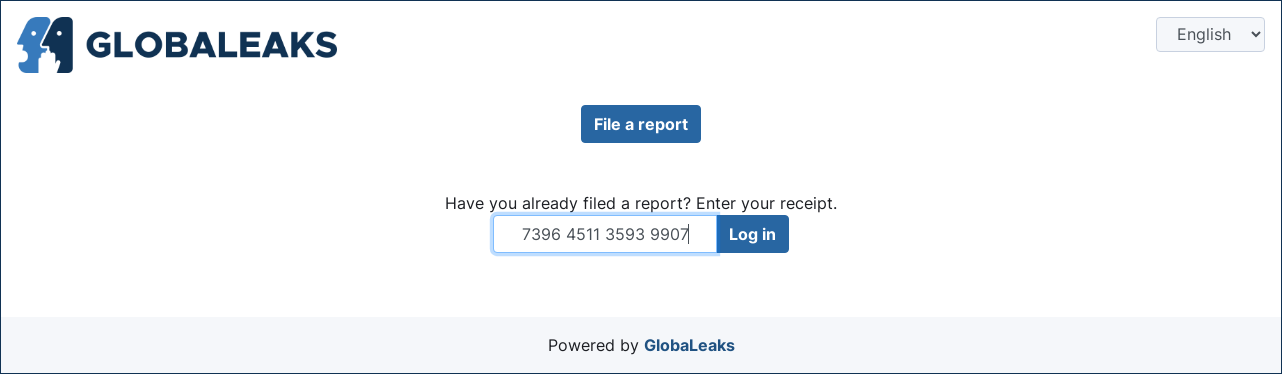 GLOBALEAKS
English
File a report
Have you already filed a report? Enter your receipt.
7396 4511 3593 9907
Log in
Powered by GlobaLeaks